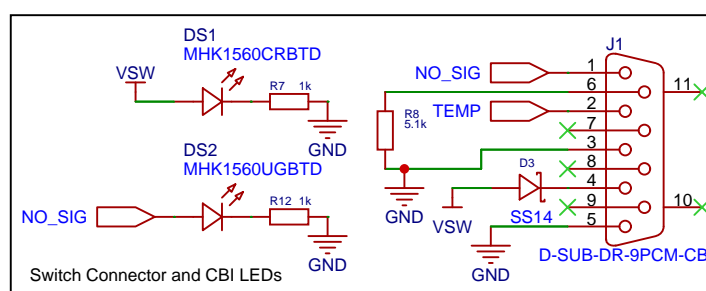 DS1
MHK1560CRBTD
VSW
R7 1k
GND
DS2
MHK1560UGBTD
NO_SIG
R12 1k
GND
Switch Connector and CBI LEDs
J1
NO_SIG
1
6
11
TEMP
2
R8
5.1k
7
3
8
D3
4
GND
VSW
SS14
9
10
5
GND
D-SUB-DR-9PCM-CB